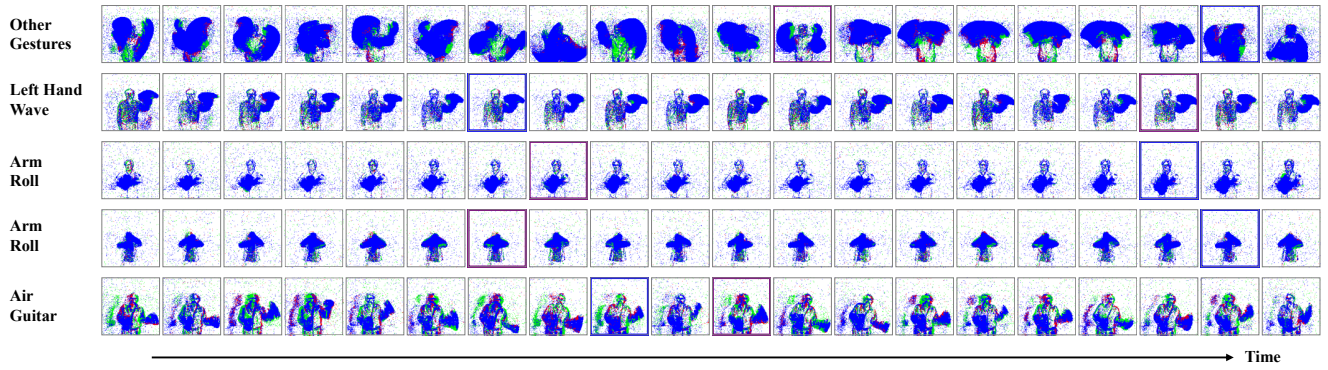 Other
Gestures
Left Hand
Wave
Arm
Roll
Arm
Roll
Air
Guitar
Time